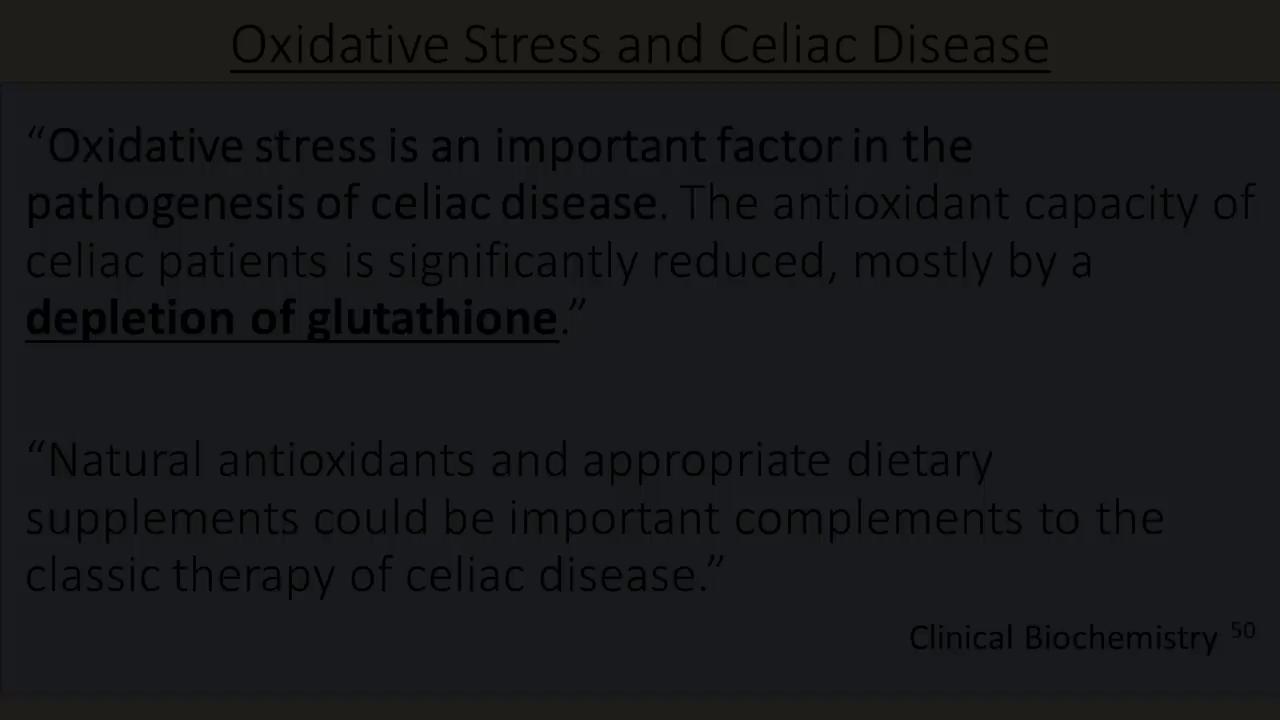 Oxidative Stress and Celiac Disease
“Oxidative stress is an important factor in the
pathogenesis of celiac disease. The antioxidant capacity of
celiac patients is significantly reduced, mostly by a
depletion of glutathione.”
“Natural antioxidants and appropriate dietary
supplements could be important complements to the
classic therapy of celiac disease.”
Clinical Biochemistry 50